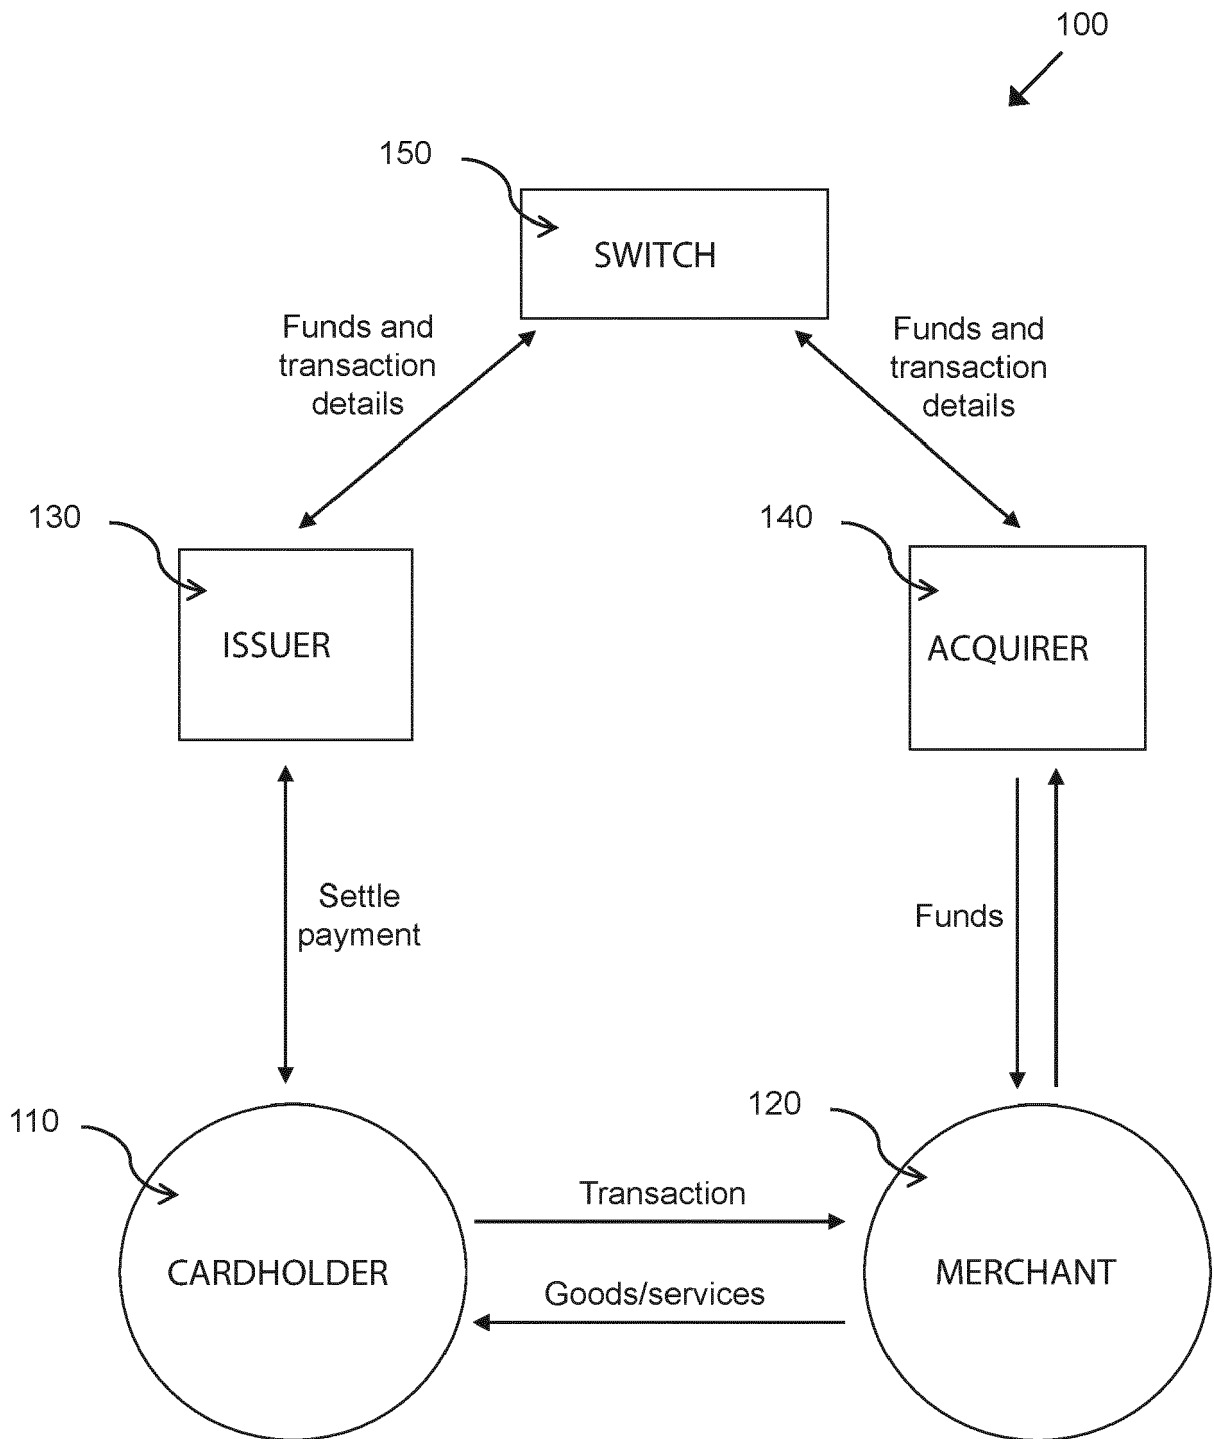 100
150
SWITCH
Funds and
transaction
details
Funds and
transaction
details
130
140
ISSUER
ACQUIRER
Settle
payment
Funds
110
120
Transaction
CARDHOLDER
MERCHANT
Goods/services